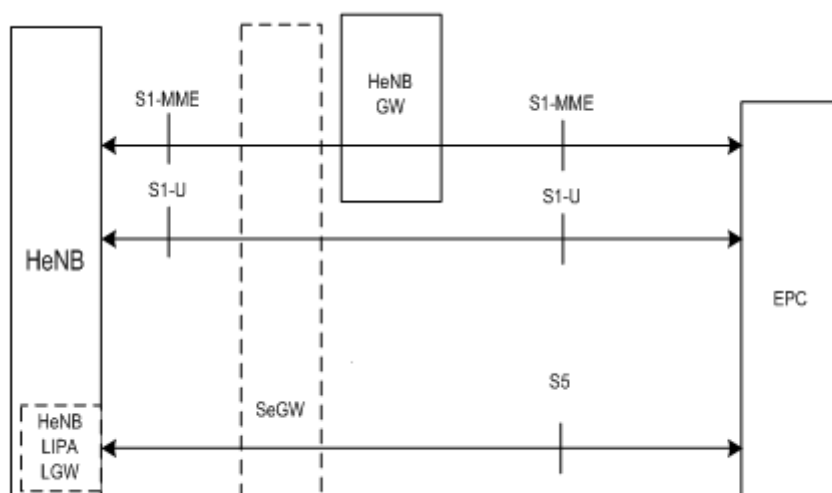 HeNB
GW
S1-MME
S1-MME
S1-U
S1-U
HeNB
EPC
S5
SeGW
HeNB
LIPA
LGW